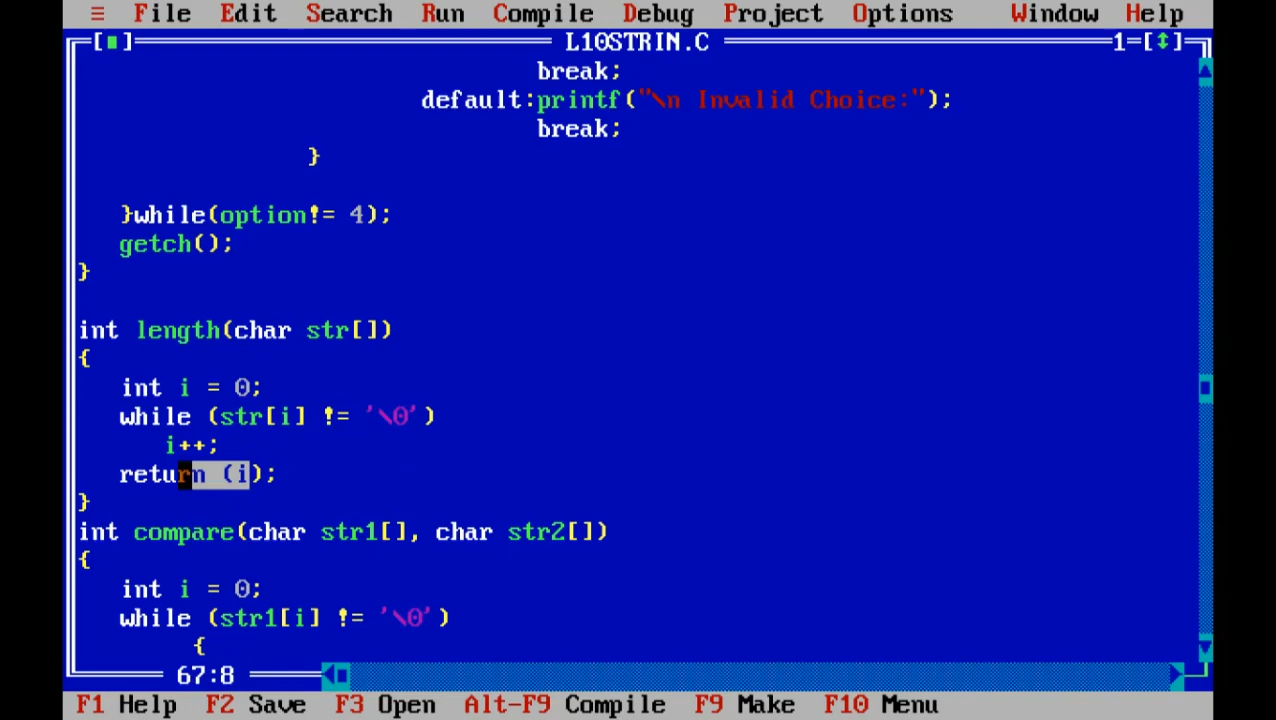 ≡ File Edit Search Run Compile Debug Project Options Window Help
[■] L10STRIN.C 1=[↕]
break;
default:printf("\n Invalid Choice:");
break;
}
}while(option!= 4);
getch();
}
int length(char str[])
{
int i = 0;
while (str[i] != '\0')
i++;
return (i);
}
int compare(char str1[], char str2[])
{
int i = 0;
while (str1[i] != '\0')
{
67:8
F1 Help F2 Save F3 Open Alt-F9 Compile F9 Make F10 Menu